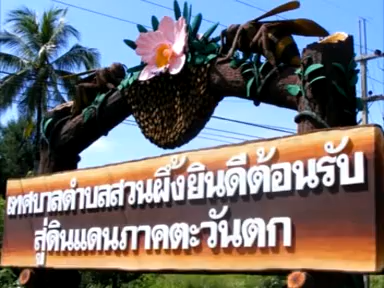 เทศบาลตำบลสวนผึ้งยินดีต้อนรับ
สู่ดินแดนภาคตะวันตก